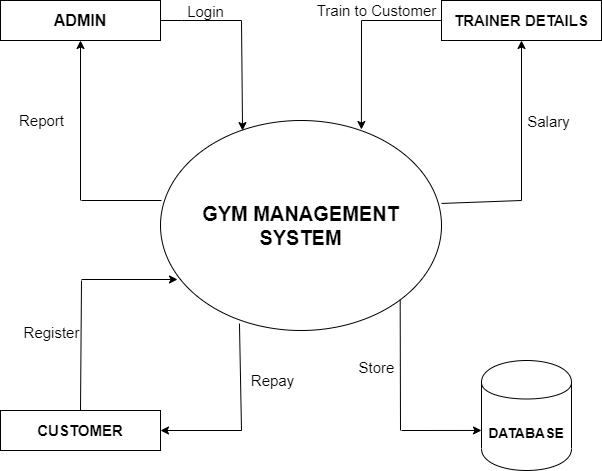 ADMIN
Login
Train to Customer
TRAINER DETAILS
Report
Salary
GYM MANAGEMENT
SYSTEM
Register
Repay
Store
CUSTOMER
DATABASE